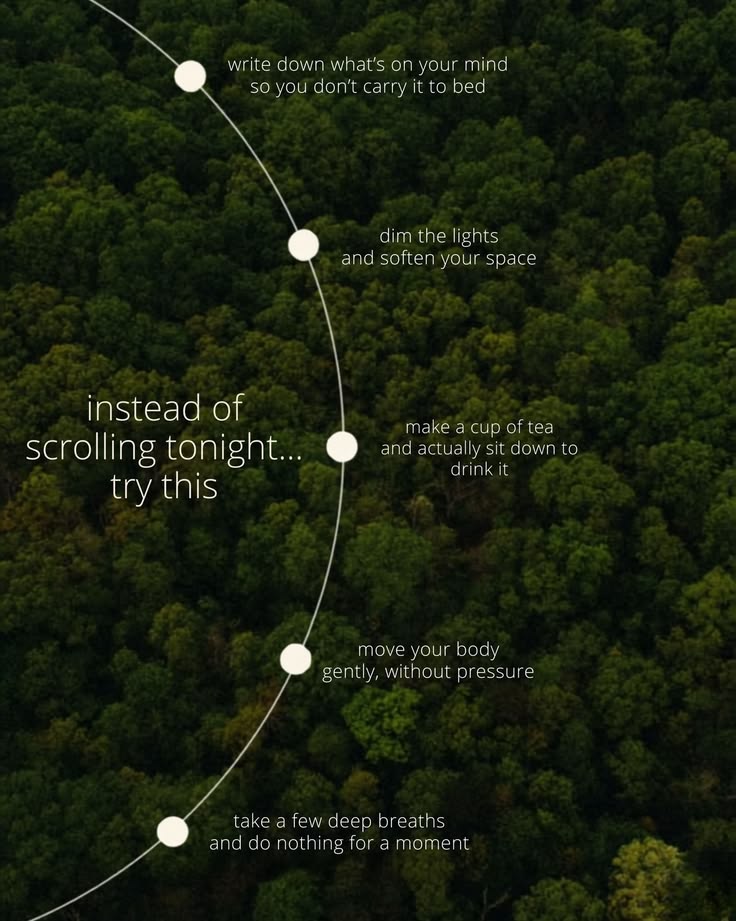 write down what’s on your mind
so you don’t carry it to bed
dim the lights
and soften your space
instead of
scrolling tonight...
try this
make a cup of tea
and actually sit down to
drink it
move your body
gently, without pressure
take a few deep breaths
and do nothing for a moment